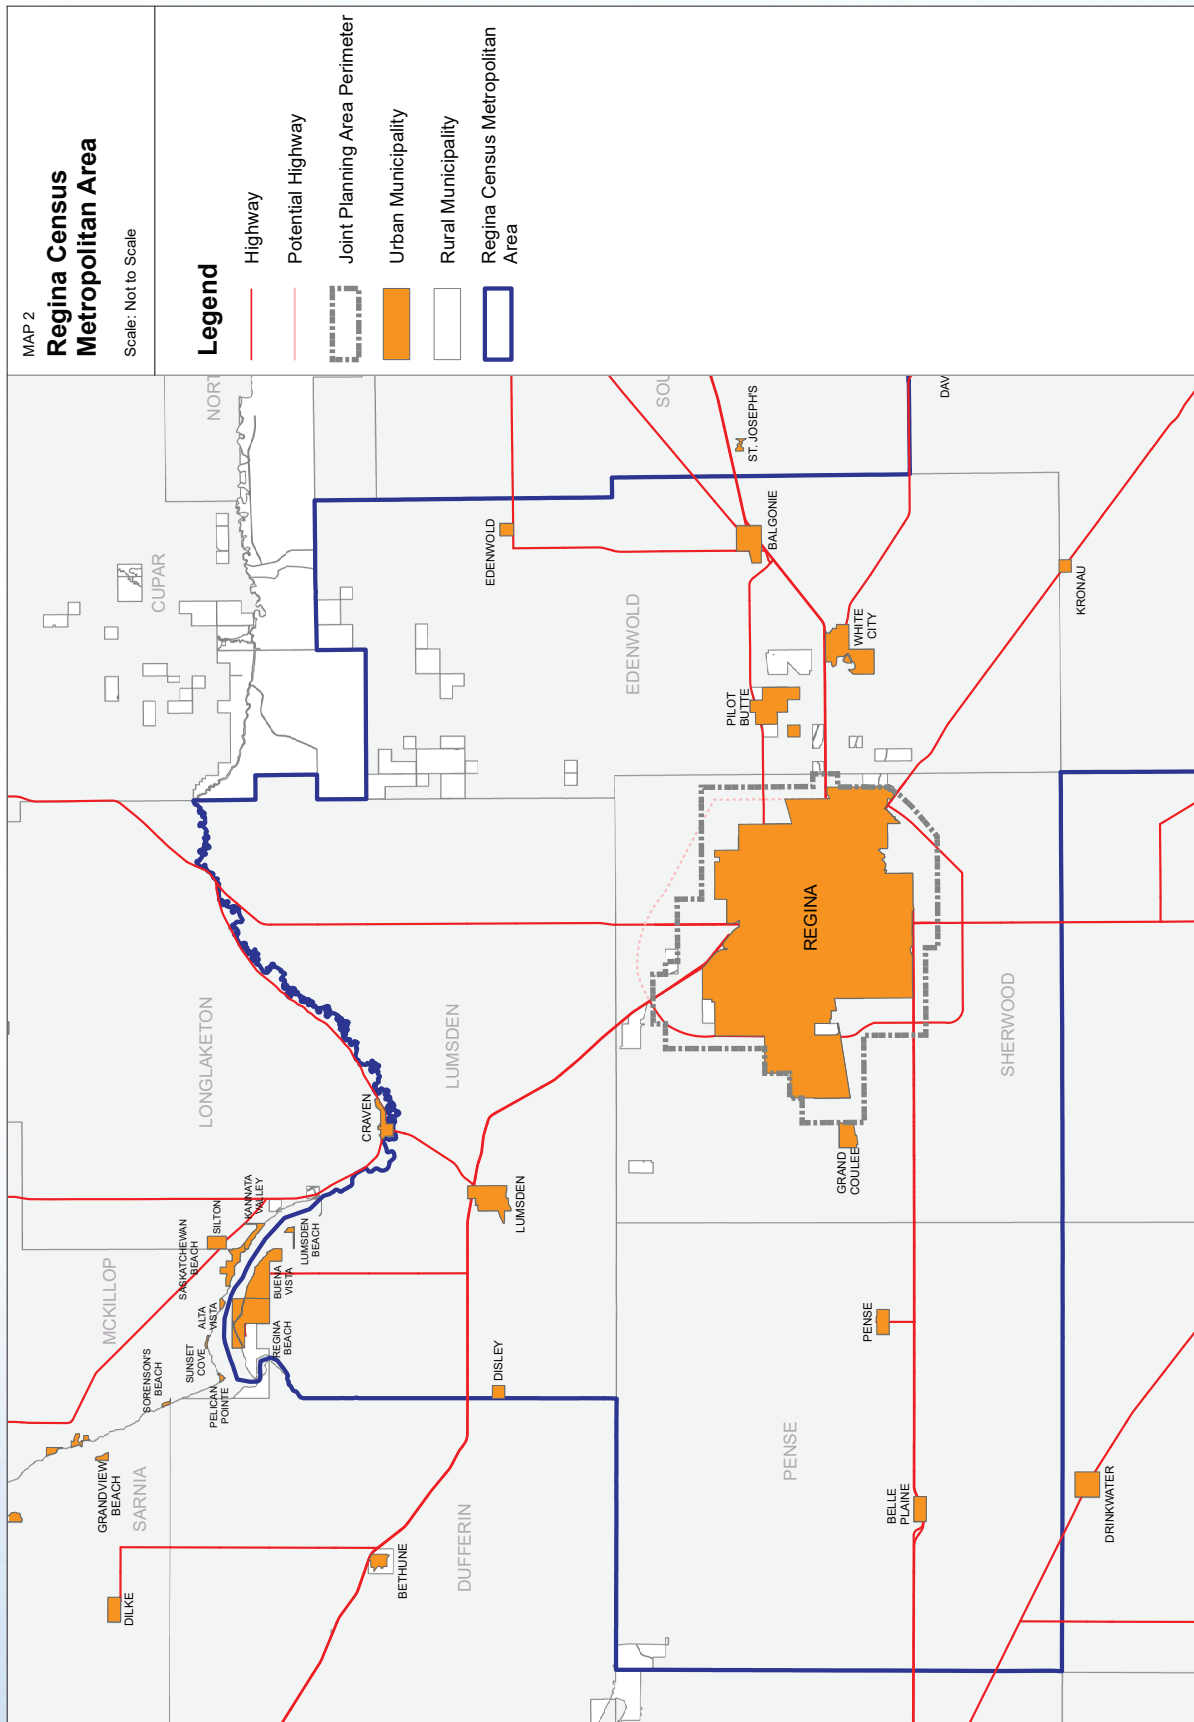 MAP 2
Regina Census
Metropolitan Area
Scale: Not to Scale
Legend
Highway
Potential Highway
Joint Planning Area Perimeter
Urban Municipality
Rural Municipality
Regina Census Metropolitan
Area
DILKE
GRANDVIEW
BEACH
SARNIA
SORENSON'S
BEACH
MCKILLOP
PELICAN
POINTE
SUNSET
COVE
ALTA
VISTA
SASKATCHEWAN
BEACH
SILTON
KANNATA
VALLEY
LUMSDEN
BEACH
BUENA
VISTA
REGINA
BEACH
LONGLAKETON
CUPAR
NORT
BETHUNE
DUFFERIN
DISLEY
LUMSDEN
CRAVEN
LUMSDEN
EDENWOLD
EDENWOLD
SOU
ST. JOSEPH'S
BALGONIE
PILOT
BUTTE
WHITE
CITY
REGINA
GRAND
COULEE
PENSE
PENSE
BELLE
PLAINE
SHERWOOD
DAV
KRONAU
DRINKWATER